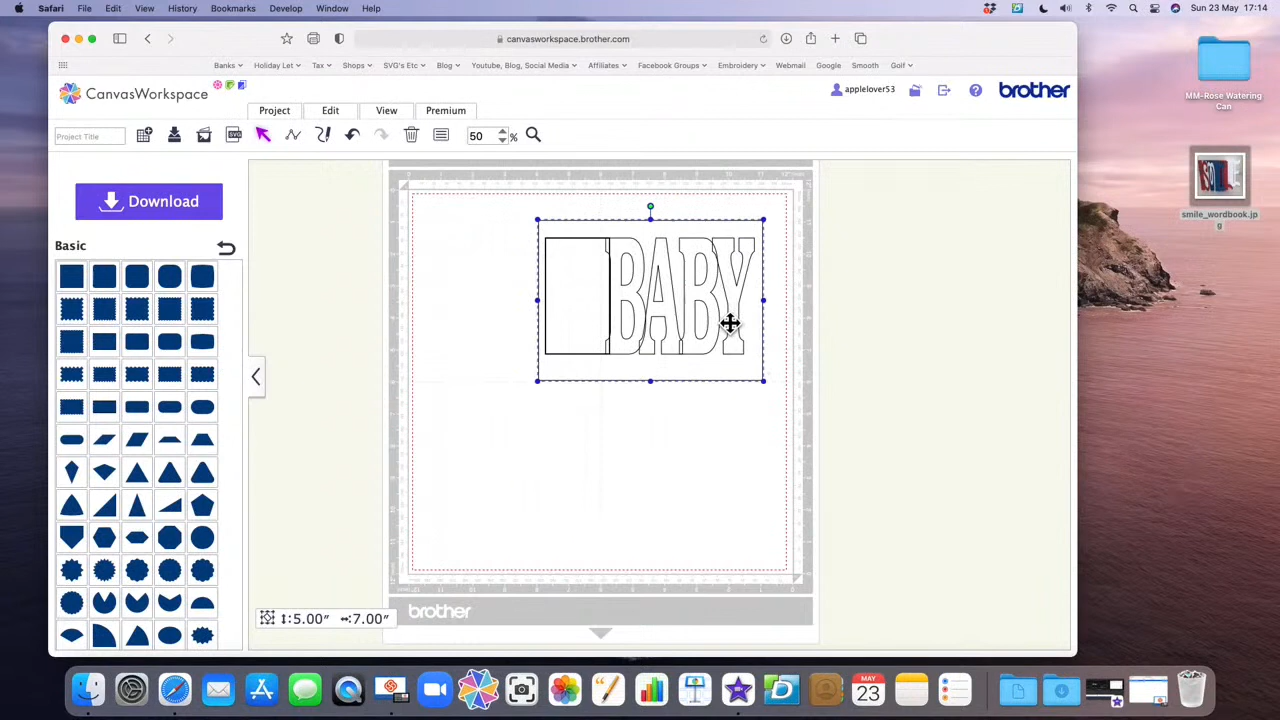 Safari File Edit View History Bookmarks Develop Window Help Sun 23 May 17:14
canvasworkspace.brother.com
Banks Holiday Let Tax Shops SVG's Etc Blog Youtube, Blog, Social Media Affiliates Facebook Groups Embroidery Webmail Google Smooth Golf
CanvasWorkspace applelover53 brother
Project Edit View Premium
Project Title SVG 50 %
Download
Basic
BABY
5.00" 7.00"
brother
MM-Rose Watering
Can
smile_wordbook.jp
g
MAY
23